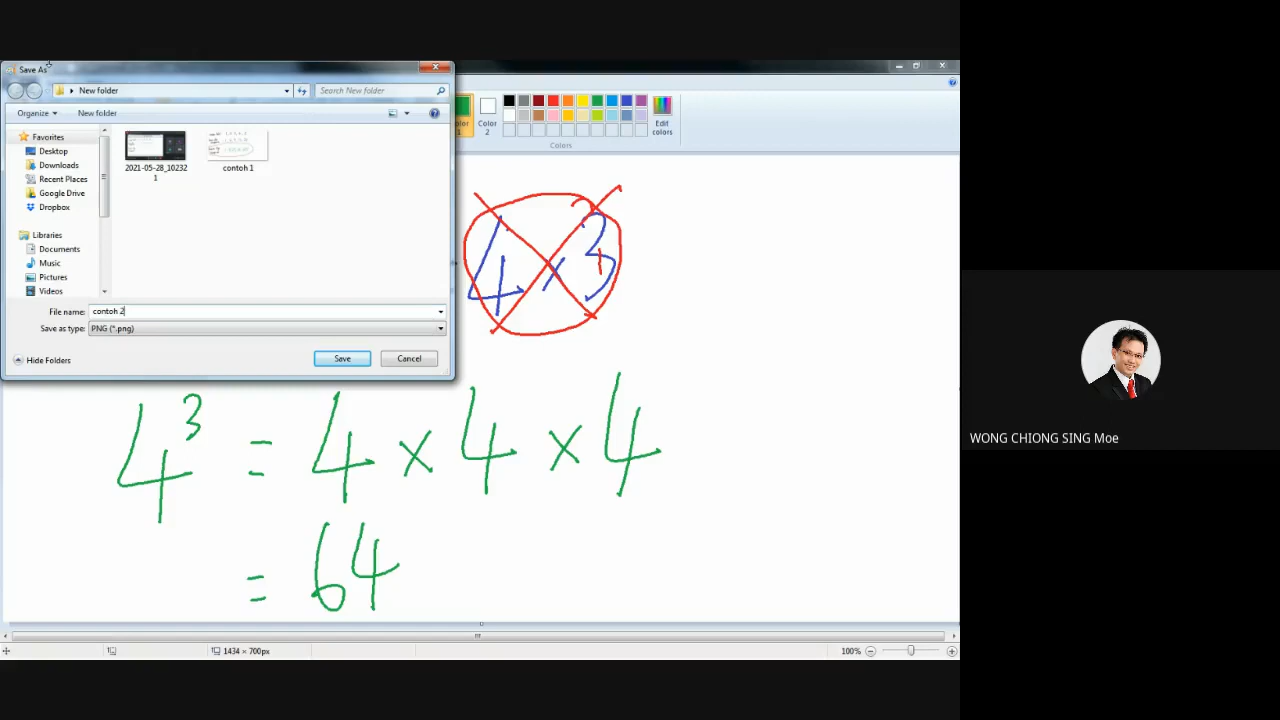 Save As
New folder
Search New folder
Organize
New folder
Favorites
Desktop
Downloads
Recent Places
Google Drive
Dropbox
Libraries
Documents
Music
Pictures
Videos
2021-05-28_10232
1
contoh 1
File name: contoh 2
Save as type: PNG (*.png)
Hide Folders
Save
Cancel
Color
1
Color
2
Edit
colors
Colors
4 x 3
4³ = 4 x 4 x 4
= 64
1434 × 700px
100%
WONG CHIONG SING Moe